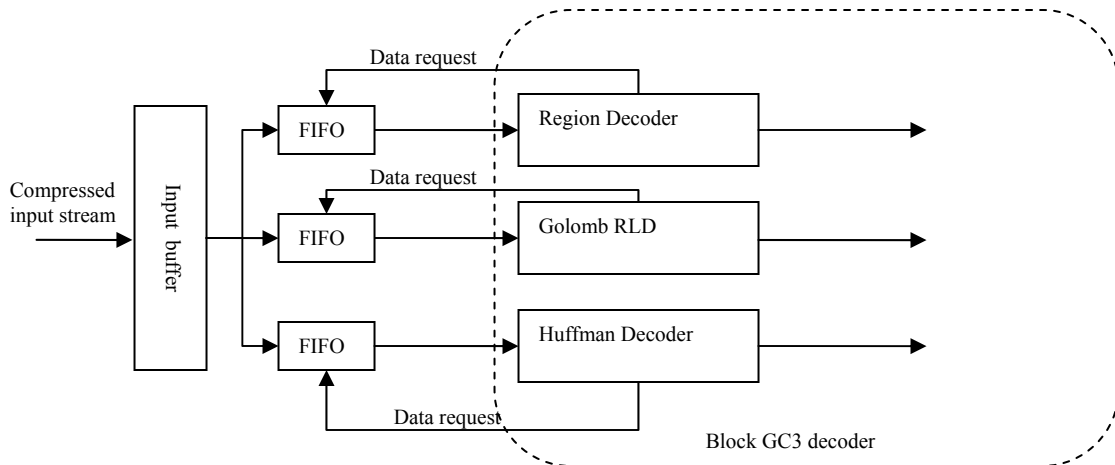 Data request
FIFO
Region Decoder
Data request
Compressed
input stream
Input buffer
FIFO
Golomb RLD
FIFO
Huffman Decoder
Data request
Block GC3 decoder